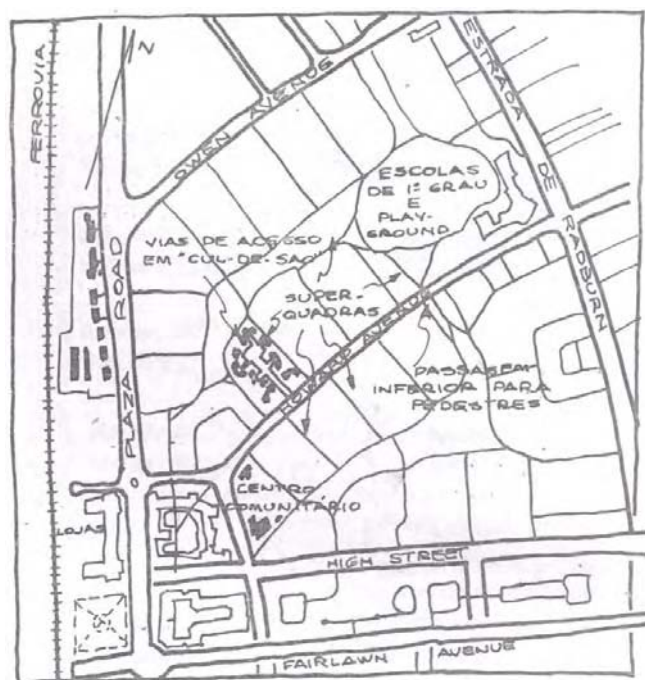 FERROVIA
N
OWEN AVENUE
ESTRADA DE RADBURN
ESCOLAS
DE 1º GRAU
E
PLAY-
GROUND
VIAS DE ACESSO
EM "CUL-DE-SAC"
PLAZA ROAD
SUPER-
QUADRAS
HOWARD AVENUE
PASSAGEM
INFERIOR PARA
PEDESTRES
CENTRO
COMUNITÁRIO
LOJAS
HIGH STREET
FAIRLAWN AVENUE